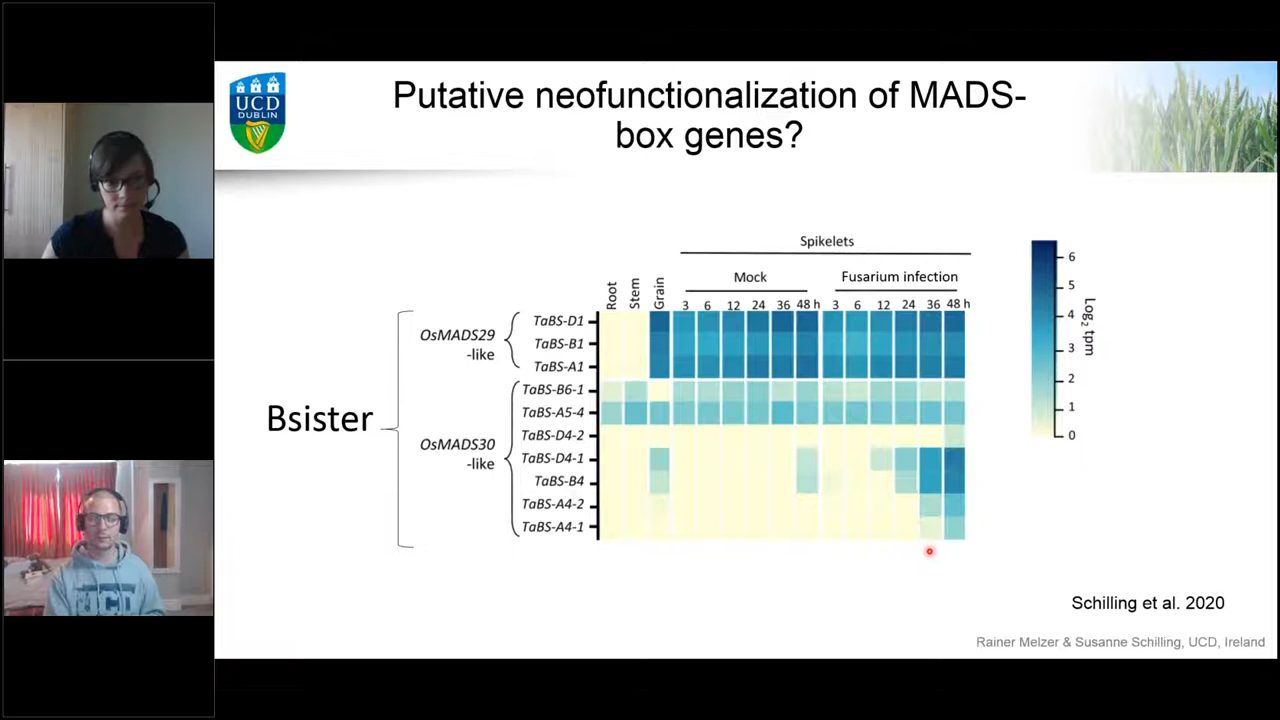 UCD
DUBLIN
Putative neofunctionalization of MADS-
box genes?
Spikelets
Mock
Fusarium infection
Root Stem Grain 3 6 12 24 36 48 h 3 6 12 24 36 48 h
OsMADS29
-like
TaBS-D1
TaBS-B1
TaBS-A1
Bsister
OsMADS30
-like
TaBS-B6-1
TaBS-A5-4
TaBS-D4-2
TaBS-D4-1
TaBS-B4
TaBS-A4-2
TaBS-A4-1
6
5
4
3
2
1
0
Log2 tpm
Schilling et al. 2020
Rainer Melzer & Susanne Schilling, UCD, Ireland
UCD